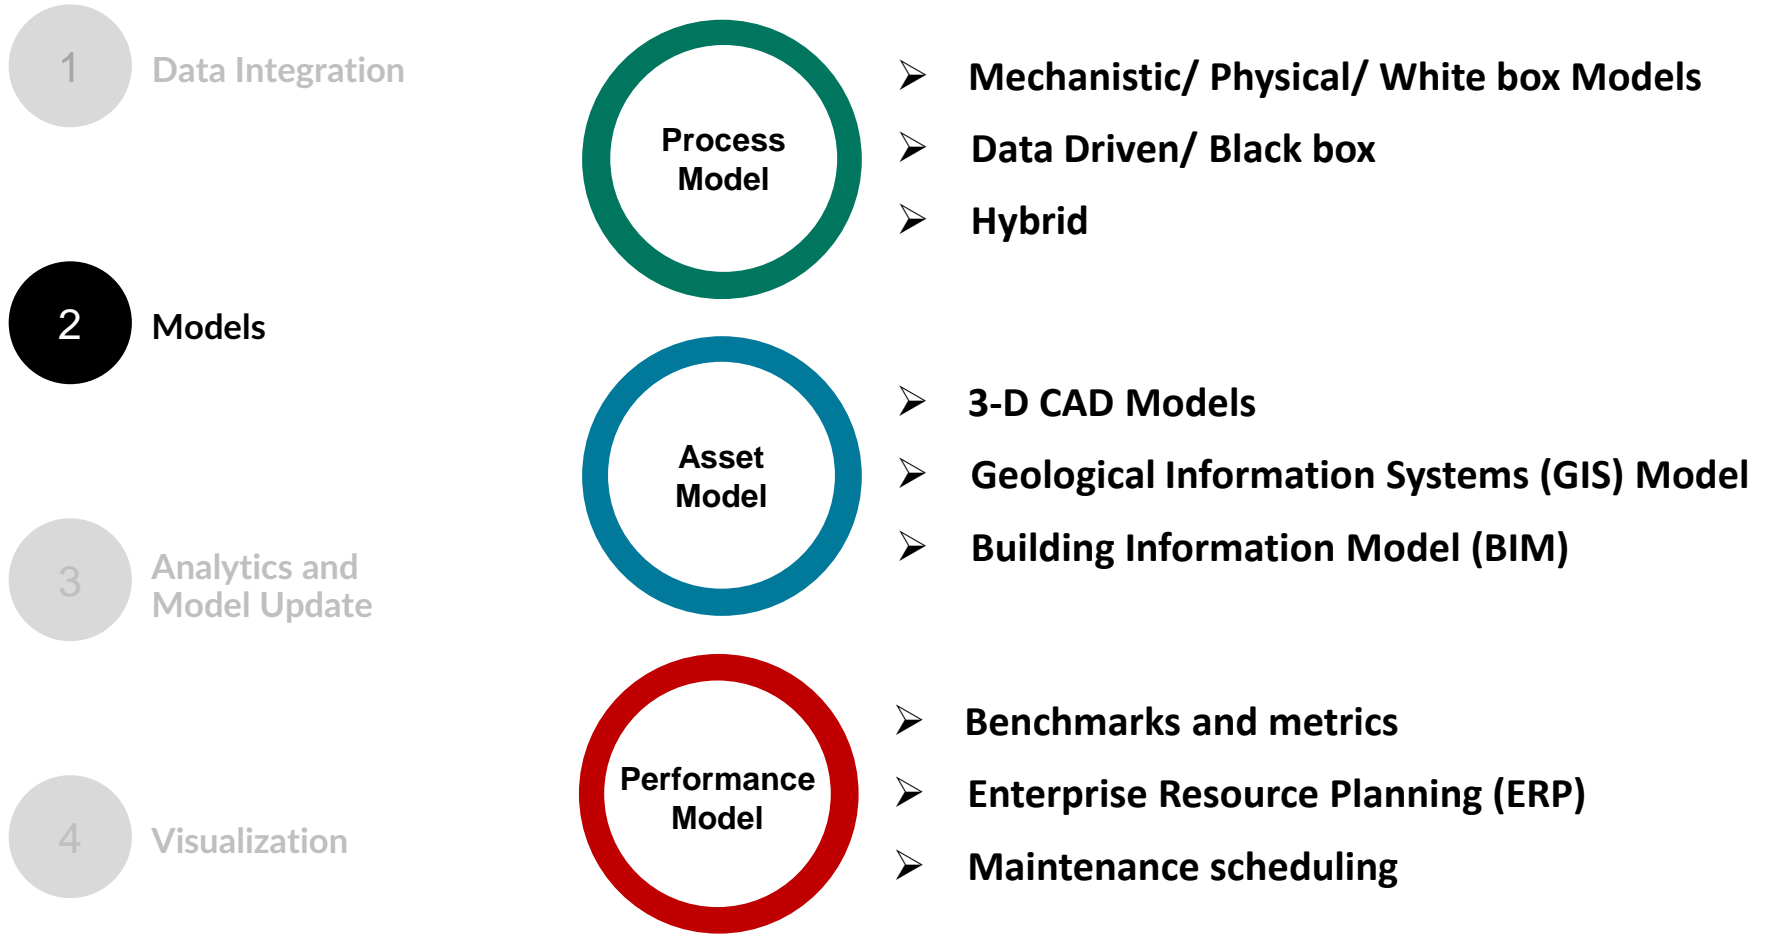 1
Data Integration
2
Models
3
Analytics and
Model Update
4
Visualization
Process
Model
Mechanistic/ Physical/ White box Models
Data Driven/ Black box
Hybrid
Asset
Model
3-D CAD Models
Geological Information Systems (GIS) Model
Building Information Model (BIM)
Performance
Model
Benchmarks and metrics
Enterprise Resource Planning (ERP)
Maintenance scheduling